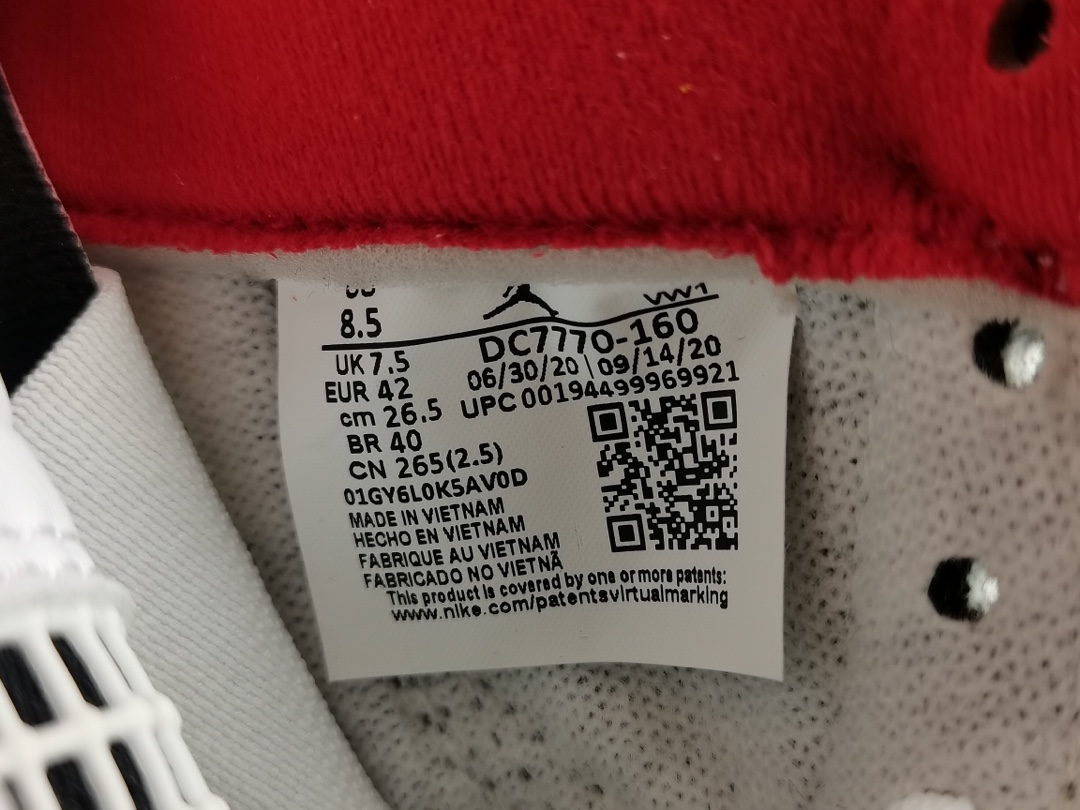 8.5
VW1
DC7770-160
UK 7.5
06/30/20 \ 09/14/20
EUR 42
UPC 00194499969921
cm 26.5
BR 40
CN 265(2.5)
01GY6L0K5AV0D
MADE IN VIETNAM
HECHO EN VIETNAM
FABRIQUE AU VIETNAM
FABRICADO NO VIETNÃ
This product is covered by one or more patents:
www.nike.com/patentsvirtualmarking